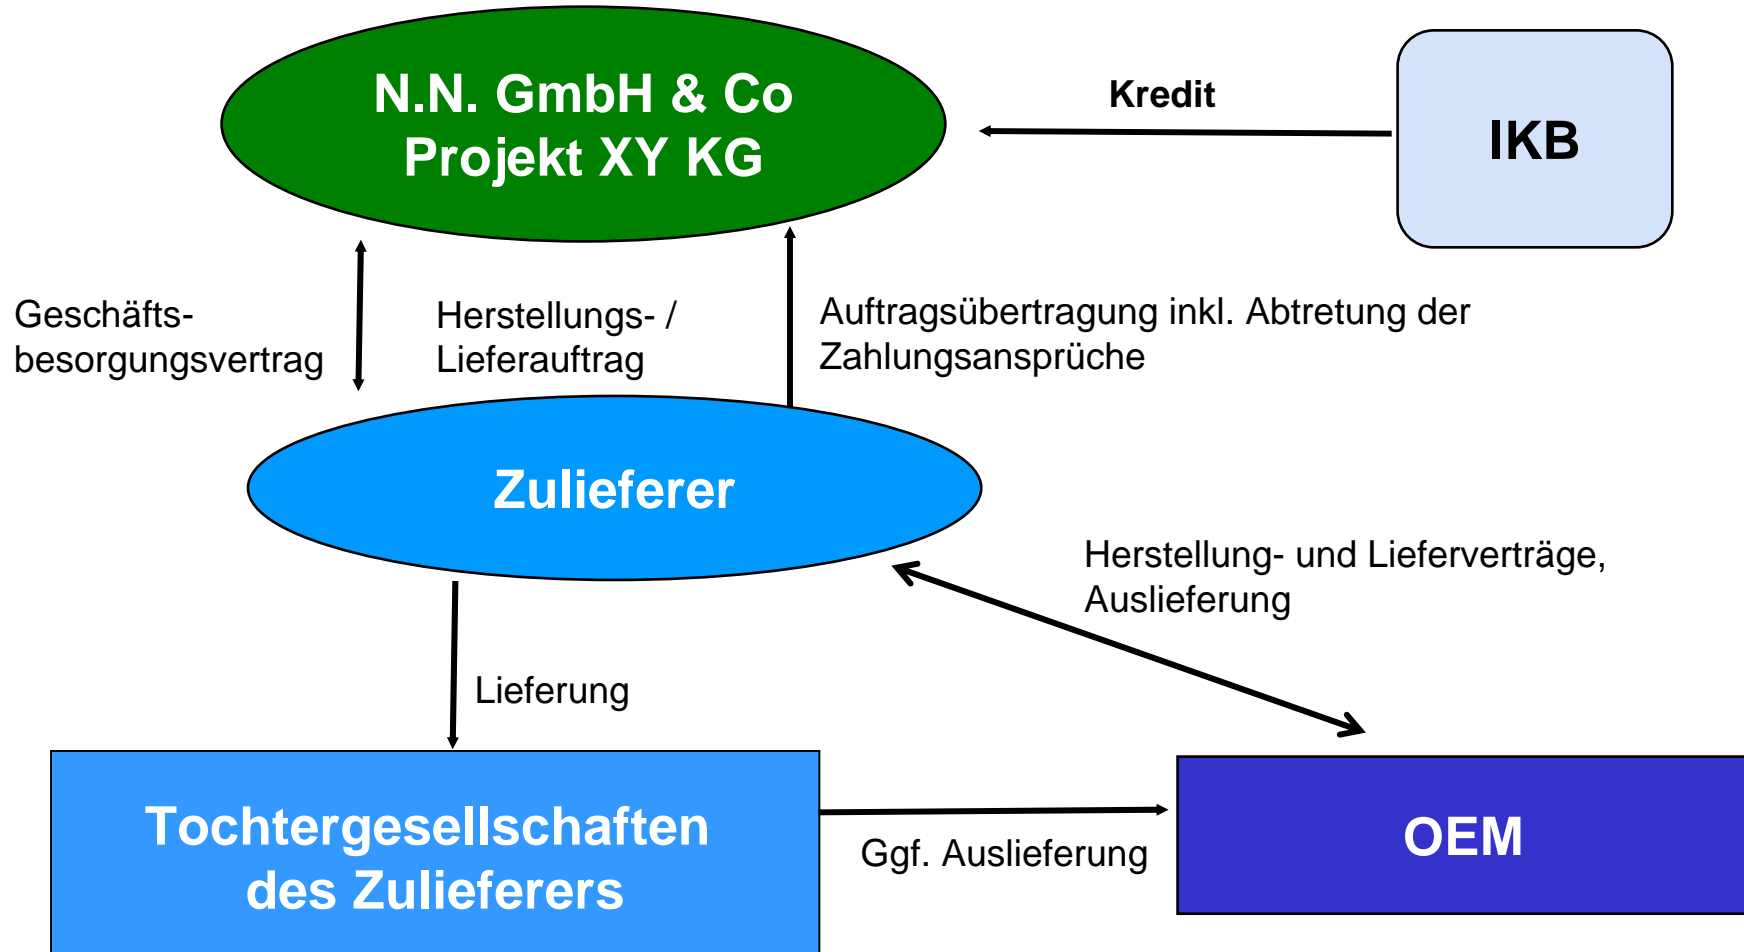 N.N. GmbH & Co
Projekt XY KG
Kredit
IKB
Geschäfts-
besorgungsvertrag
Herstellungs- /
Lieferauftrag
Auftragsübertragung inkl. Abtretung der
Zahlungsansprüche
Zulieferer
Herstellung- und Lieferverträge,
Auslieferung
Lieferung
Tochtergesellschaften
des Zulieferers
Ggf. Auslieferung
OEM